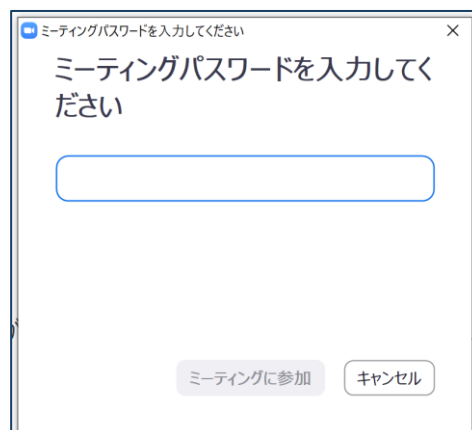 ミーティングパスワードを入力してください
ミーティングパスワードを入力してく
ださい
ミーティングに参加
キャンセル